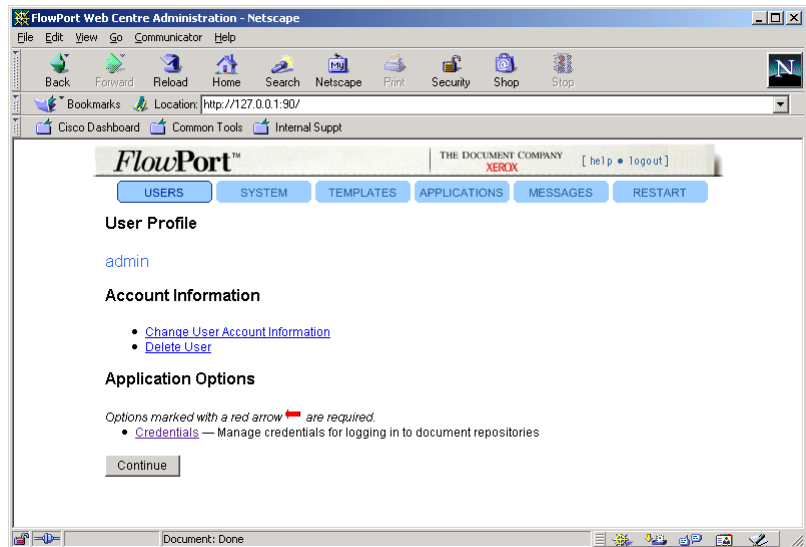 FlowPort Web Centre Administration - Netscape
File Edit View Go Communicator Help
Back Forward Reload Home Search Netscape Print Security Shop Stop
My
N
Bookmarks Location: http://127.0.0.1:90/
Cisco Dashboard Common Tools Internal Suppt
FlowPort™
THE DOCUMENT COMPANY
XEROX
[help • logout]
USERS SYSTEM TEMPLATES APPLICATIONS MESSAGES RESTART
User Profile
admin
Account Information
• Change User Account Information
• Delete User
Application Options
Options marked with a red arrow are required.
• Credentials — Manage credentials for logging in to document repositories
Continue
Document: Done